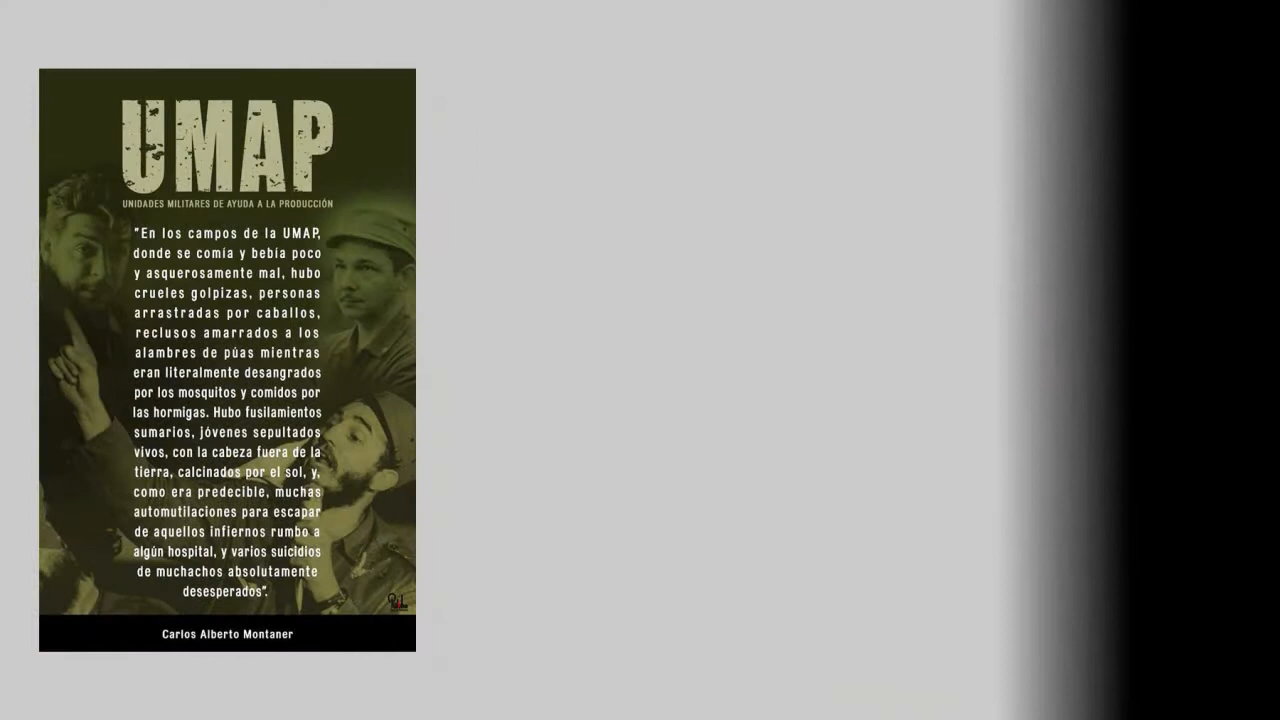 UMAP
UNIDADES MILITARES DE AYUDA A LA PRODUCCIÓN
"En los campos de la UMAP,
donde se comía y bebía poco
y asquerosamente mal, hubo
crueles golpizas, personas
arrastradas por caballos,
reclusos amarrados a los
alambres de púas mientras
eran literalmente desangrados
por los mosquitos y comidos por
las hormigas. Hubo fusilamientos
sumarios, jóvenes sepultados
vivos, con la cabeza fuera de la
tierra, calcinados por el sol, y,
como era predecible, muchas
automutilaciones para escapar
de aquellos infiernos rumbo a
algún hospital, y varios suicidios
de muchachos absolutamente
desesperados".
Carlos Alberto Montaner